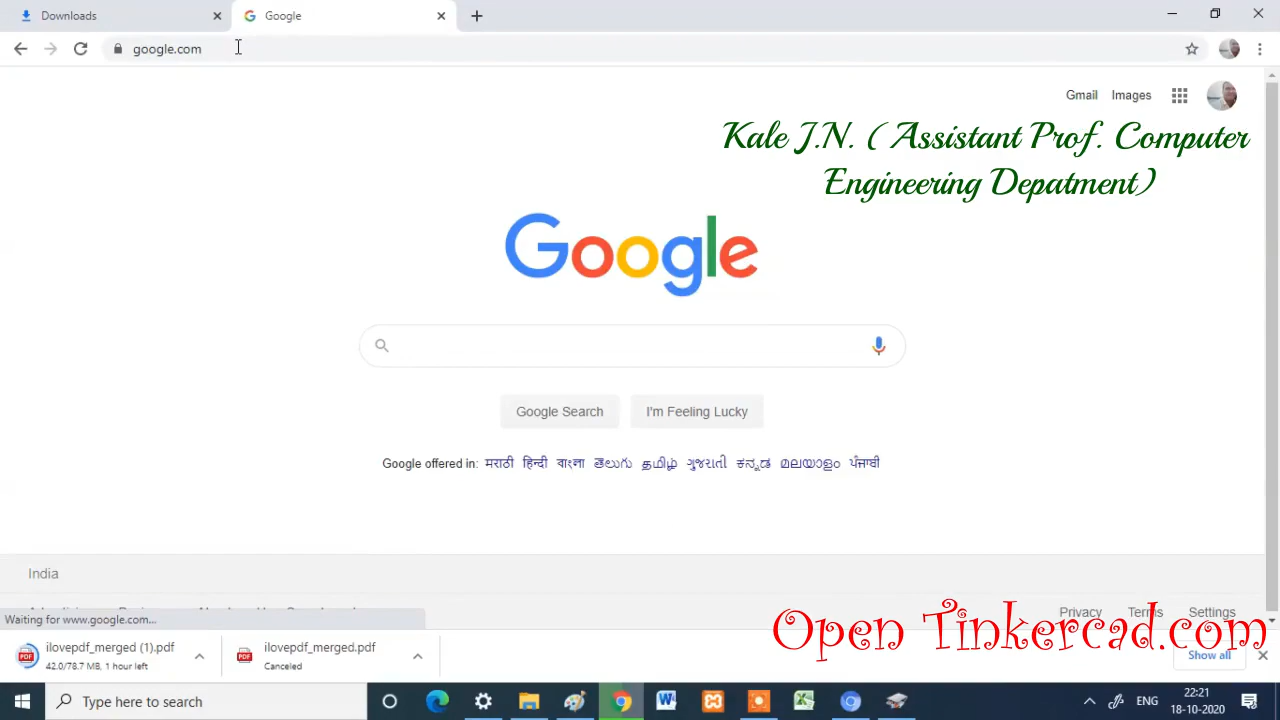 Downloads
Google
google.com
Gmail Images
Kale J.N. ( Assistant Prof. Computer
Engineering Depatment)
Google
Google Search
I'm Feeling Lucky
Google offered in: मराठी हिन्दी বাংলা తెలుగు தமிழ் ગુજરાતી ಕನ್ನಡ മലയാളം ਪੰਜਾਬੀ
India
Privacy Terms Settings
Waiting for www.google.com...
Open Tinkercad.com
ilovepdf_merged (1).pdf
42.0/78.7 MB, 1 hour left
ilovepdf_merged.pdf
Canceled
Show all
Type here to search
ENG
22:21
18-10-2020